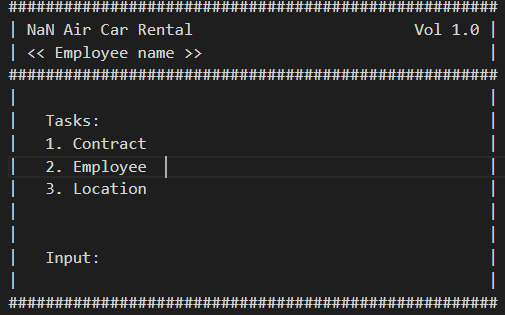 #####################################################
| NaN Air Car Rental                        Vol 1.0 |
| << Employee name >>                               |
#####################################################
|                                                   |
|   Tasks:                                          |
|   1. Contract                                     |
|   2. Employee                                     |
|   3. Location                                     |
|                                                   |
|                                                   |
|   Input:                                          |
|                                                   |
#####################################################